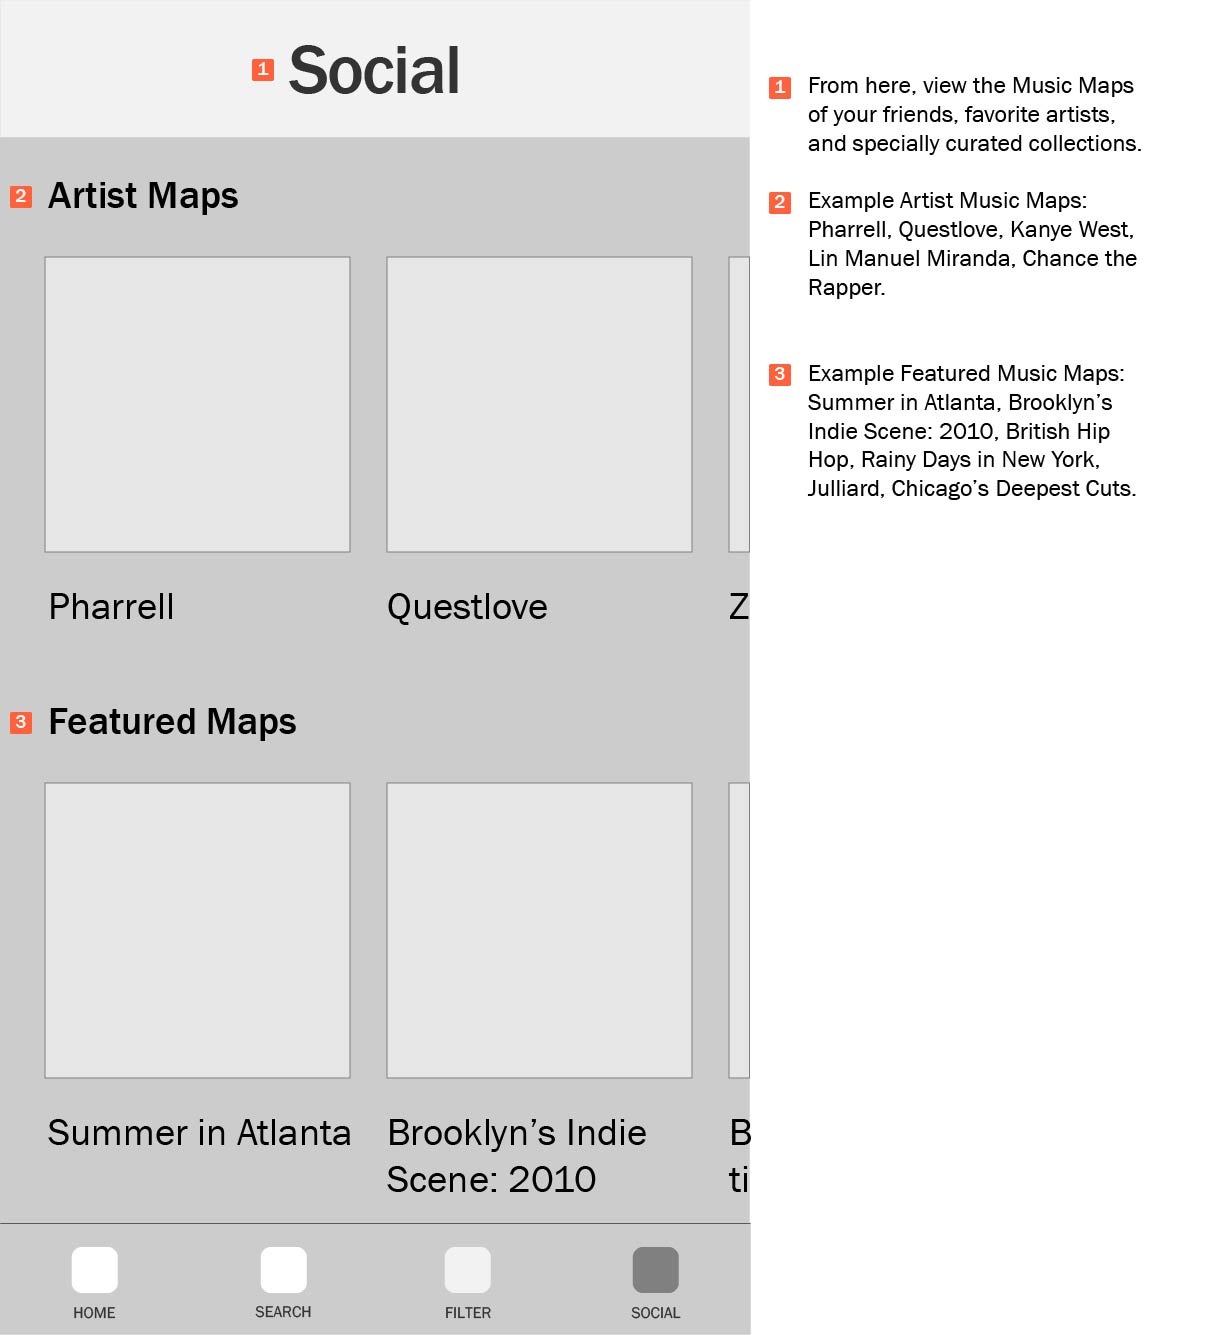 1 Social
2 Artist Maps
Pharrell
Questlove
Z
3 Featured Maps
Summer in Atlanta
Brooklyn’s Indie
Scene: 2010
B
ti
HOME
SEARCH
FILTER
SOCIAL
1 From here, view the Music Maps
of your friends, favorite artists,
and specially curated collections.
2 Example Artist Music Maps:
Pharrell, Questlove, Kanye West,
Lin Manuel Miranda, Chance the
Rapper.
3 Example Featured Music Maps:
Summer in Atlanta, Brooklyn’s
Indie Scene: 2010, British Hip
Hop, Rainy Days in New York,
Julliard, Chicago’s Deepest Cuts.